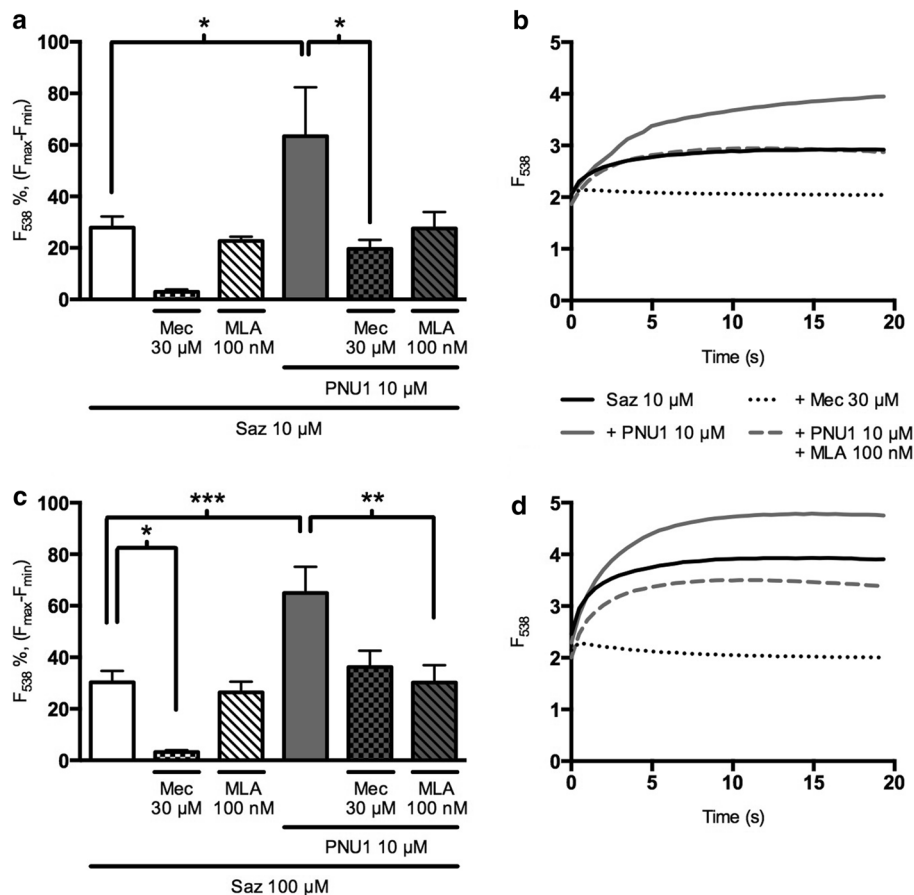 a
*
*
100
80
60
40
20
0
F538 %, (Fmax-Fmin)
Mec
30 µM
MLA
100 nM
Mec
30 µM
MLA
100 nM
PNU1 10 µM
Saz 10 µM
b
5
4
3
2
1
0
F538
0 5 10 15 20
Time (s)
Saz 10 µM
+ Mec 30 µM
+ PNU1 10 µM
+ PNU1 10 µM
+ MLA 100 nM
c
***
**
*
100
80
60
40
20
0
F538 %, (Fmax-Fmin)
Mec
30 µM
MLA
100 nM
Mec
30 µM
MLA
100 nM
PNU1 10 µM
Saz 100 µM
d
5
4
3
2
1
0
F538
0 5 10 15 20
Time (s)